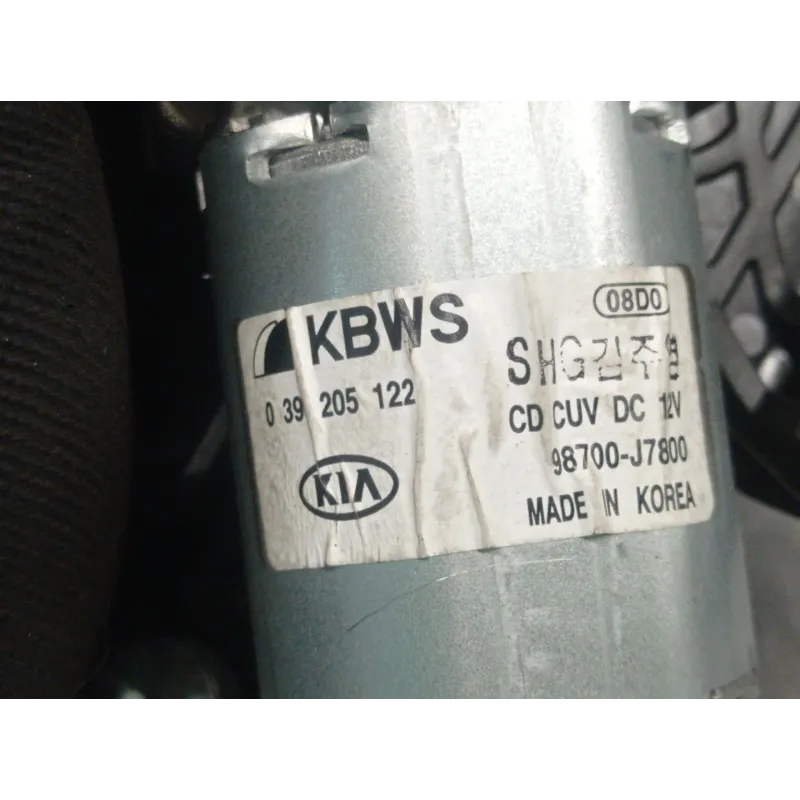 KBWS
08D0
0 39 205 122
SHG김주영
CD CUV DC 12V
98700-J7800
KIA
MADE IN KOREA